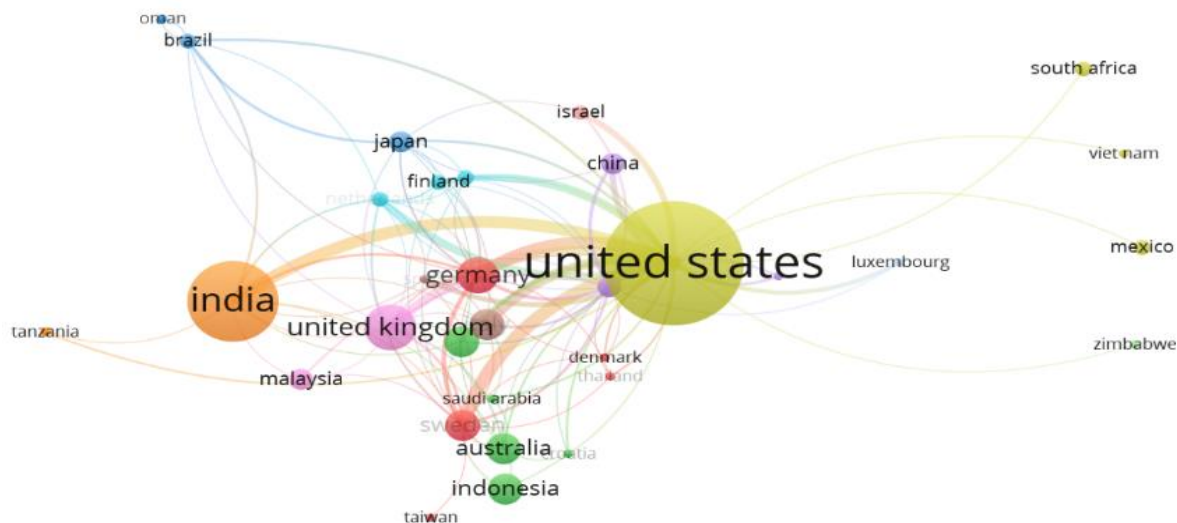 oman
brazil
south africa
israel
japan
china
viet nam
finland
netherlands
mexico
united states
luxembourg
germany
india
united kingdom
tanzania
zimbabwe
denmark
malaysia
thailand
saudi arabia
sweden
australia
croatia
indonesia
taiwan